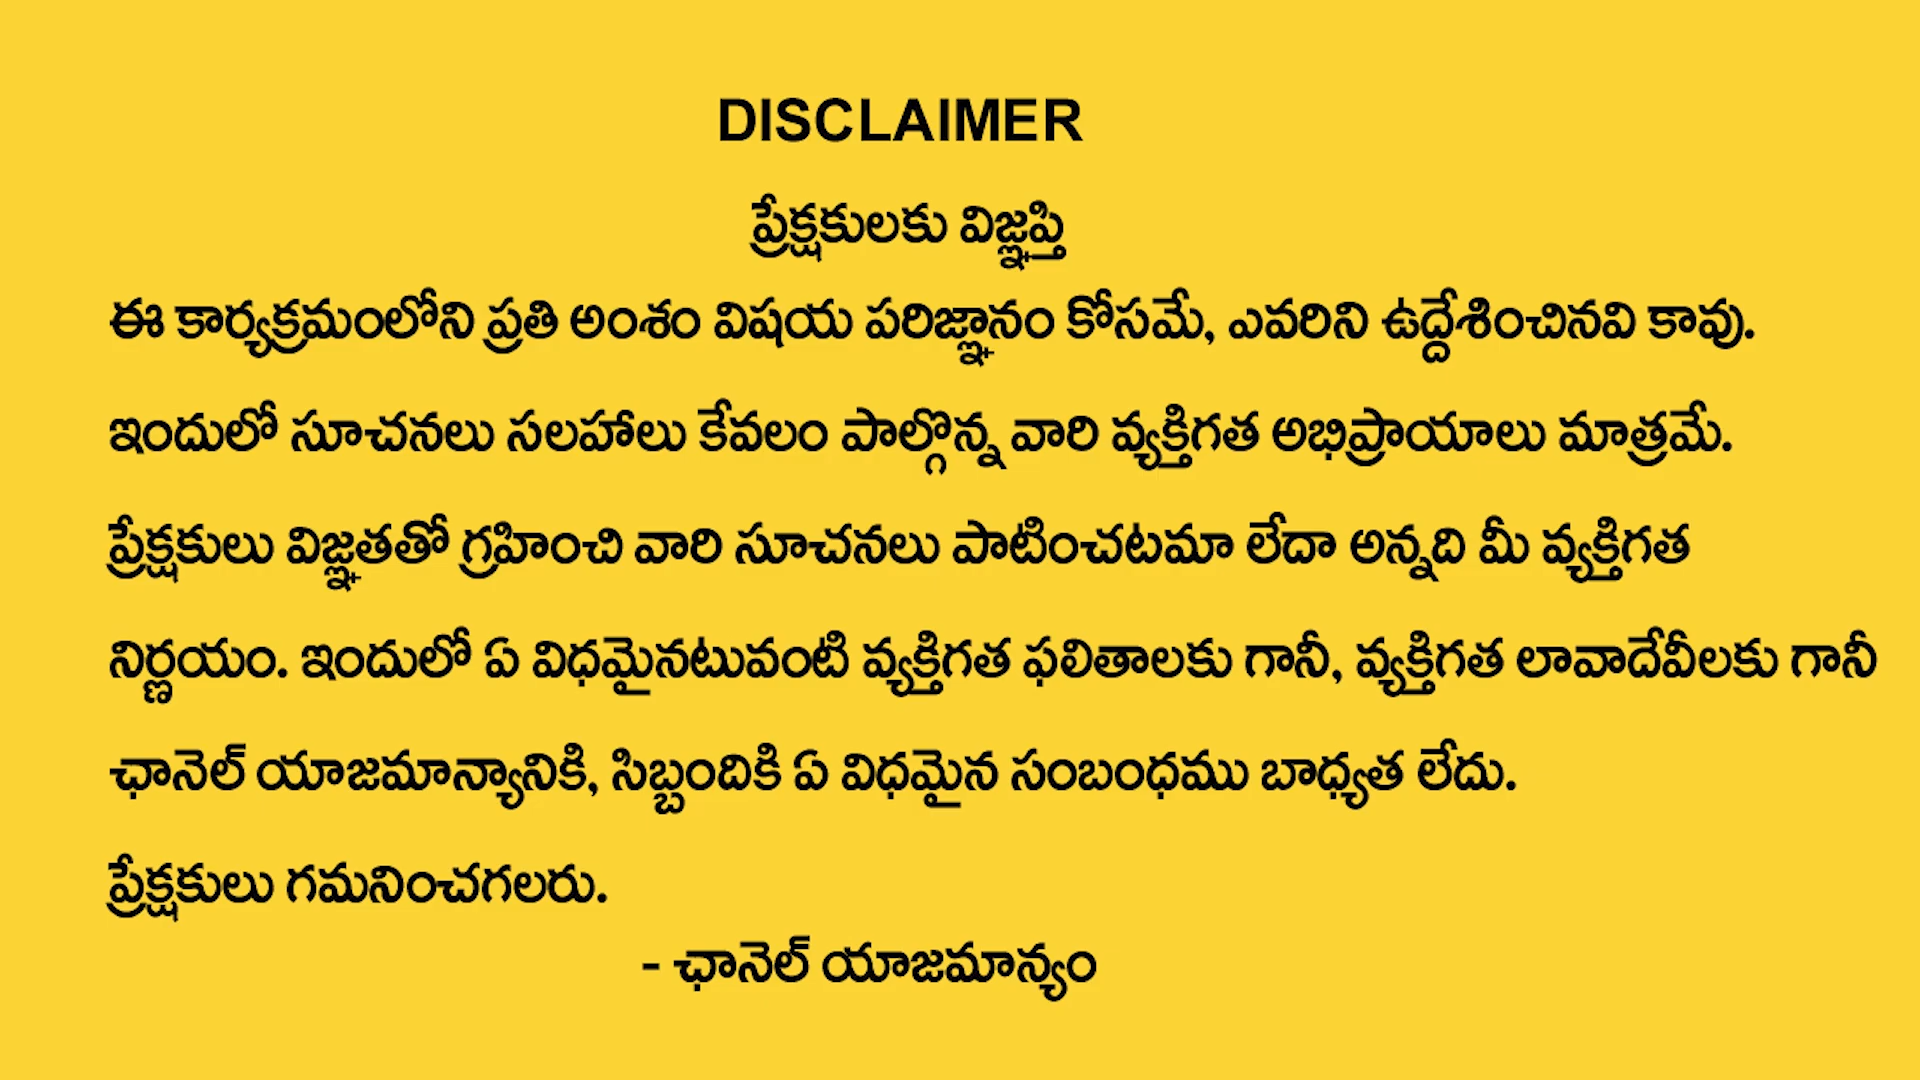 DISCLAIMER
ప్రేక్షకులకు విజ్ఞప్తి
ఈ కార్యక్రమంలోని ప్రతి అంశం విషయ పరిజ్ఞానం కోసమే, ఎవరిని ఉద్దేశించినవి కావు.
ఇందులో సూచనలు సలహాలు కేవలం పాల్గొన్న వారి వ్యక్తిగత అభిప్రాయాలు మాత్రమే.
ప్రేక్షకులు విజ్ఞతతో గ్రహించి వారి సూచనలు పాటించటమా లేదా అన్నది మీ వ్యక్తిగత
నిర్ణయం. ఇందులో ఏ విధమైనటువంటి వ్యక్తిగత ఫలితాలకు గానీ, వ్యక్తిగత లావాదేవీలకు గానీ
ఛానెల్ యాజమాన్యానికి, సిబ్బందికి ఏ విధమైన సంబంధము బాధ్యత లేదు.
ప్రేక్షకులు గమనించగలరు.
- ఛానెల్ యాజమాన్యం